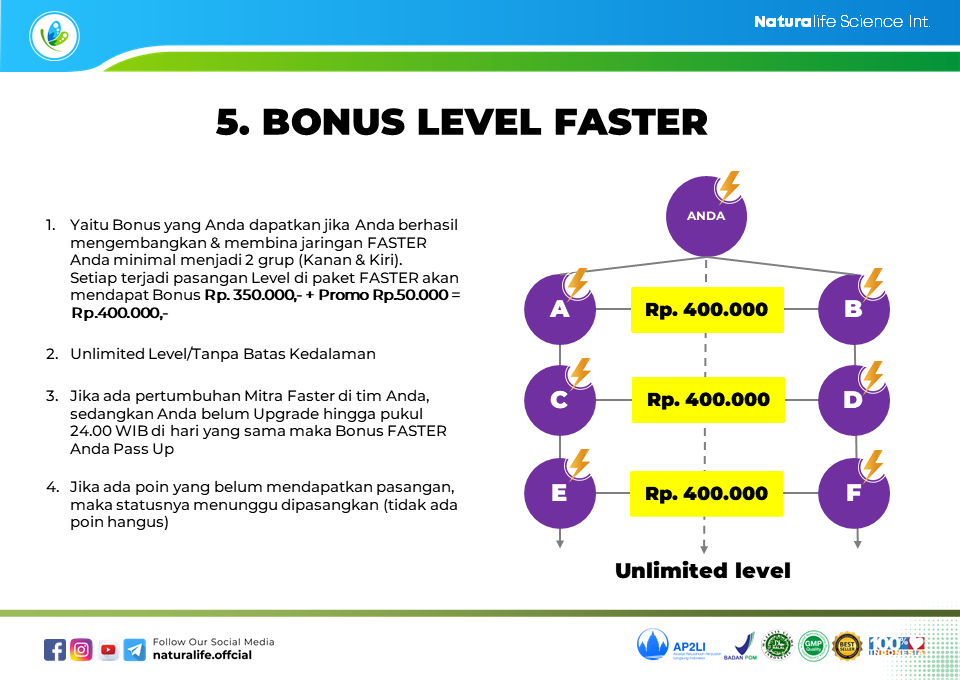 Naturalife Science Int.
5. BONUS LEVEL FASTER
1. Yaitu Bonus yang Anda dapatkan jika Anda berhasil
mengembangkan & membina jaringan FASTER
Anda minimal menjadi 2 grup (Kanan & Kiri).
Setiap terjadi pasangan Level di paket FASTER akan
mendapat Bonus Rp. 350.000,- + Promo Rp.50.000 =
Rp.400.000,-
2. Unlimited Level/Tanpa Batas Kedalaman
3. Jika ada pertumbuhan Mitra Faster di tim Anda,
sedangkan Anda belum Upgrade hingga pukul
24.00 WIB di hari yang sama maka Bonus FASTER
Anda Pass Up
4. Jika ada poin yang belum mendapatkan pasangan,
maka statusnya menunggu dipasangkan (tidak ada
poin hangus)
ANDA
A Rp. 400.000 B
C Rp. 400.000 D
E Rp. 400.000 F
Unlimited level
Follow Our Social Media
naturalife.offcial
AP2LI
BADAN POM
HALAL
GMP
Quality
BEST
SELLER
100%
INDONESIA